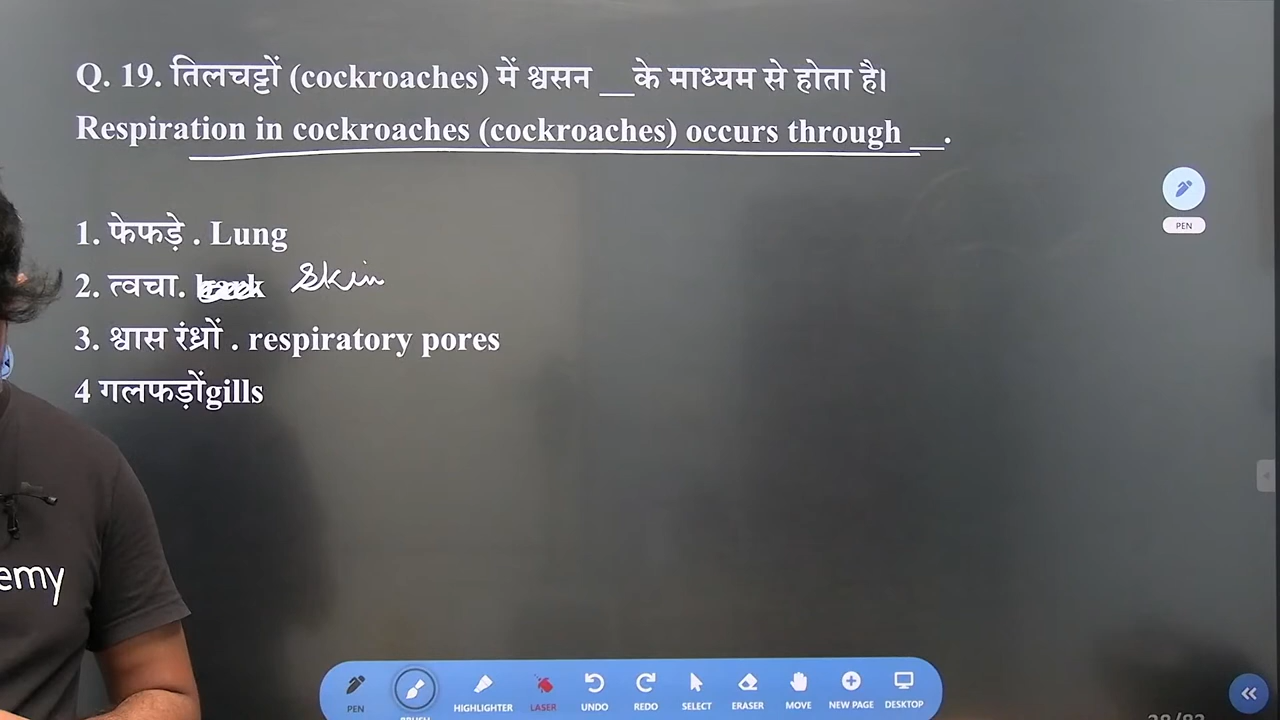 Q. 19. तिलचट्टों (cockroaches) में श्वसन __के माध्यम से होता है।
Respiration in cockroaches (cockroaches) occurs through __.
PEN
1. फेफड़े . Lung
2. त्वचा. Skin
3. श्वास रंध्रों . respiratory pores
4 गलफड़ोंgills
emy
PEN
HIGHLIGHTER
LASER
UNDO
REDO
SELECT
ERASER
MOVE
NEW PAGE
DESKTOP